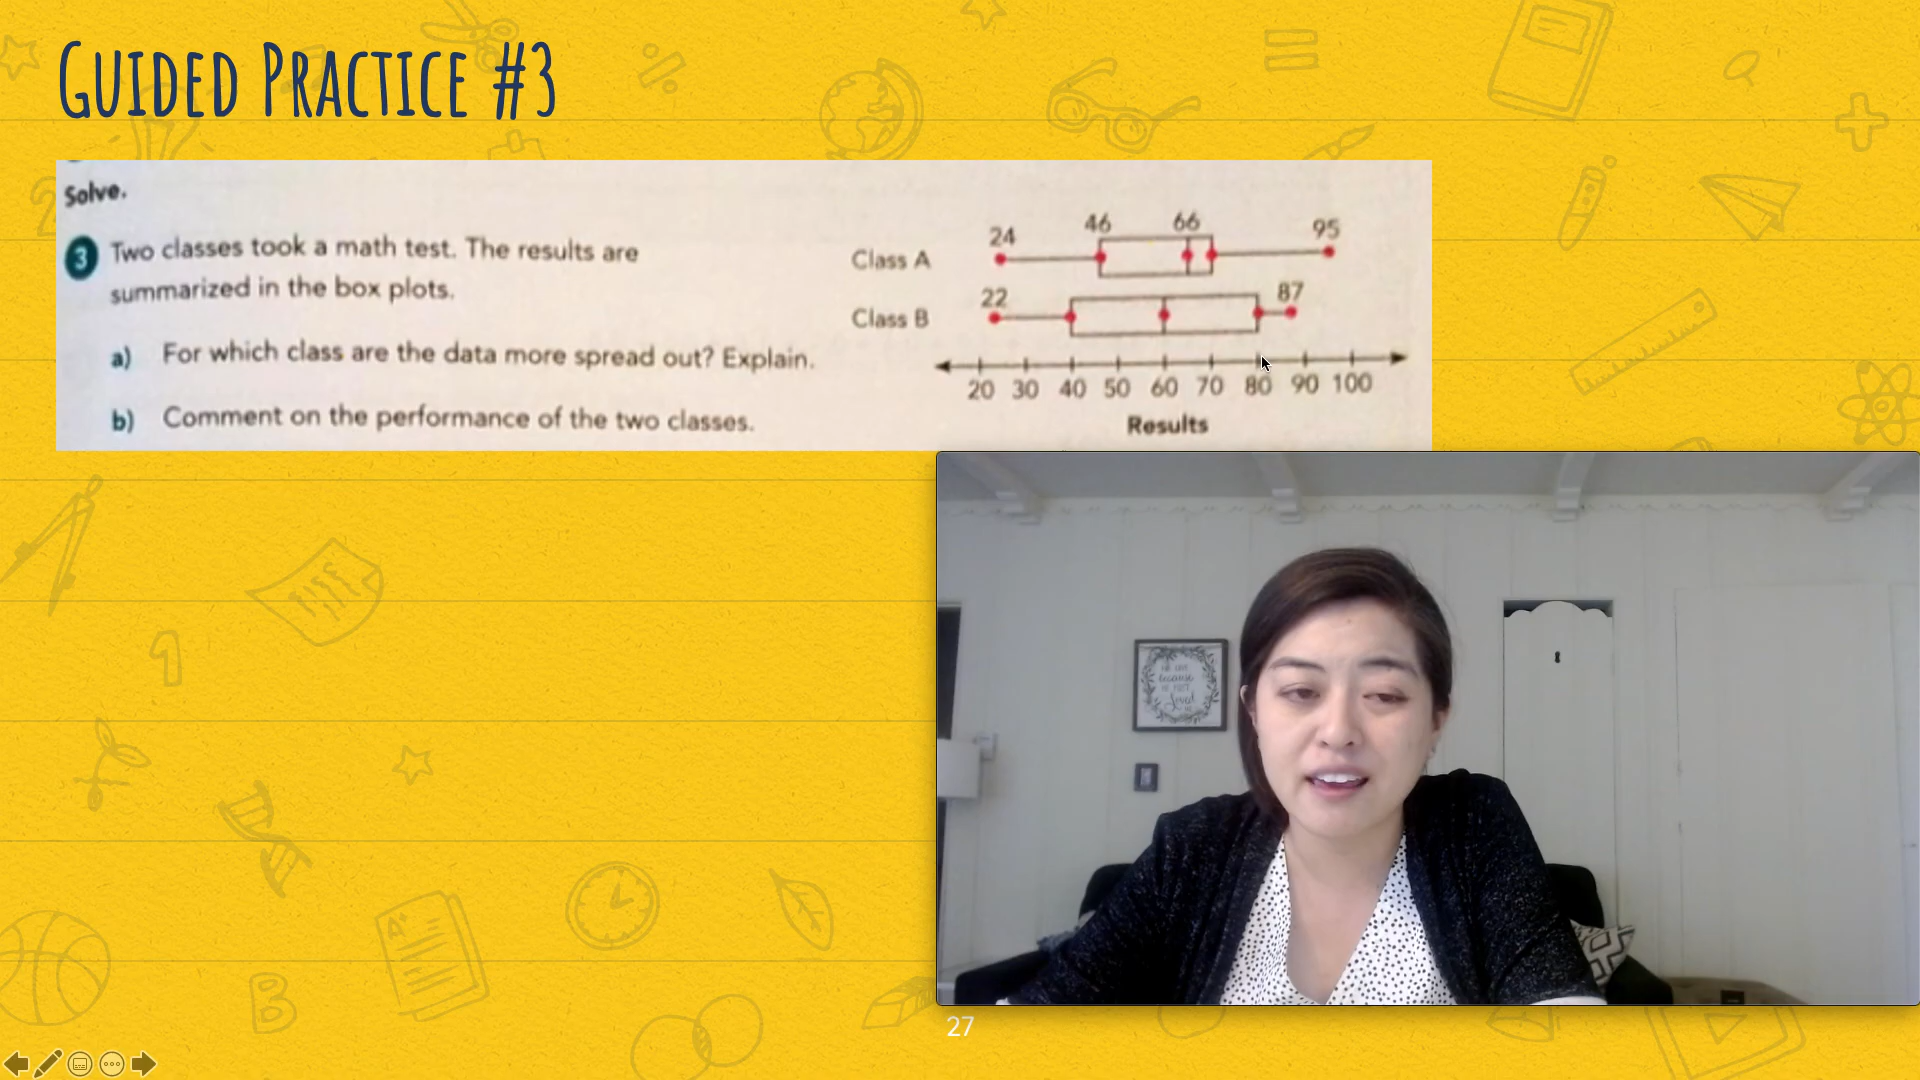 GUIDED PRACTICE #3
Solve.
3 Two classes took a math test. The results are
summarized in the box plots.
a) For which class are the data more spread out? Explain.
b) Comment on the performance of the two classes.
Class A
24 46 66 95
Class B
22 87
20 30 40 50 60 70 80 90 100
Results
because
loved
27